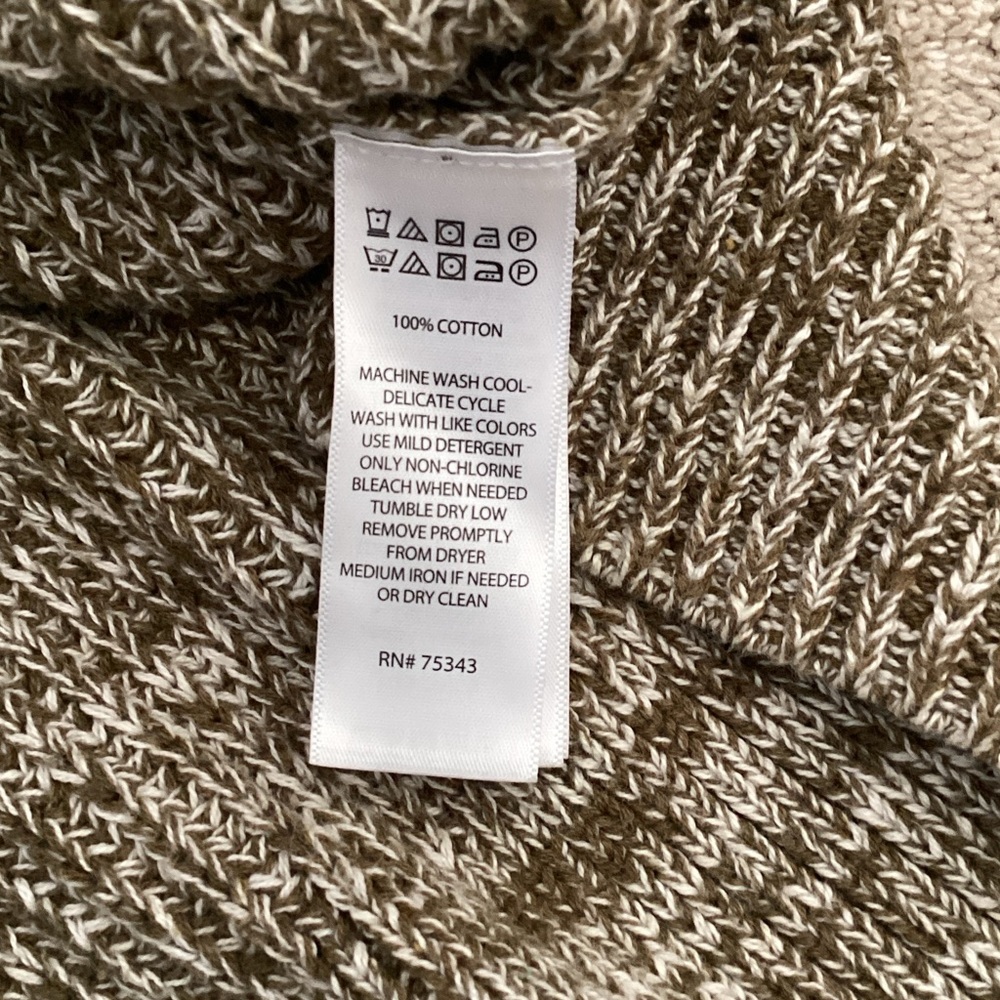 P
30 P
100% COTTON
MACHINE WASH COOL-
DELICATE CYCLE
WASH WITH LIKE COLORS
USE MILD DETERGENT
ONLY NON-CHLORINE
BLEACH WHEN NEEDED
TUMBLE DRY LOW
REMOVE PROMPTLY
FROM DRYER
MEDIUM IRON IF NEEDED
OR DRY CLEAN
RN# 75343